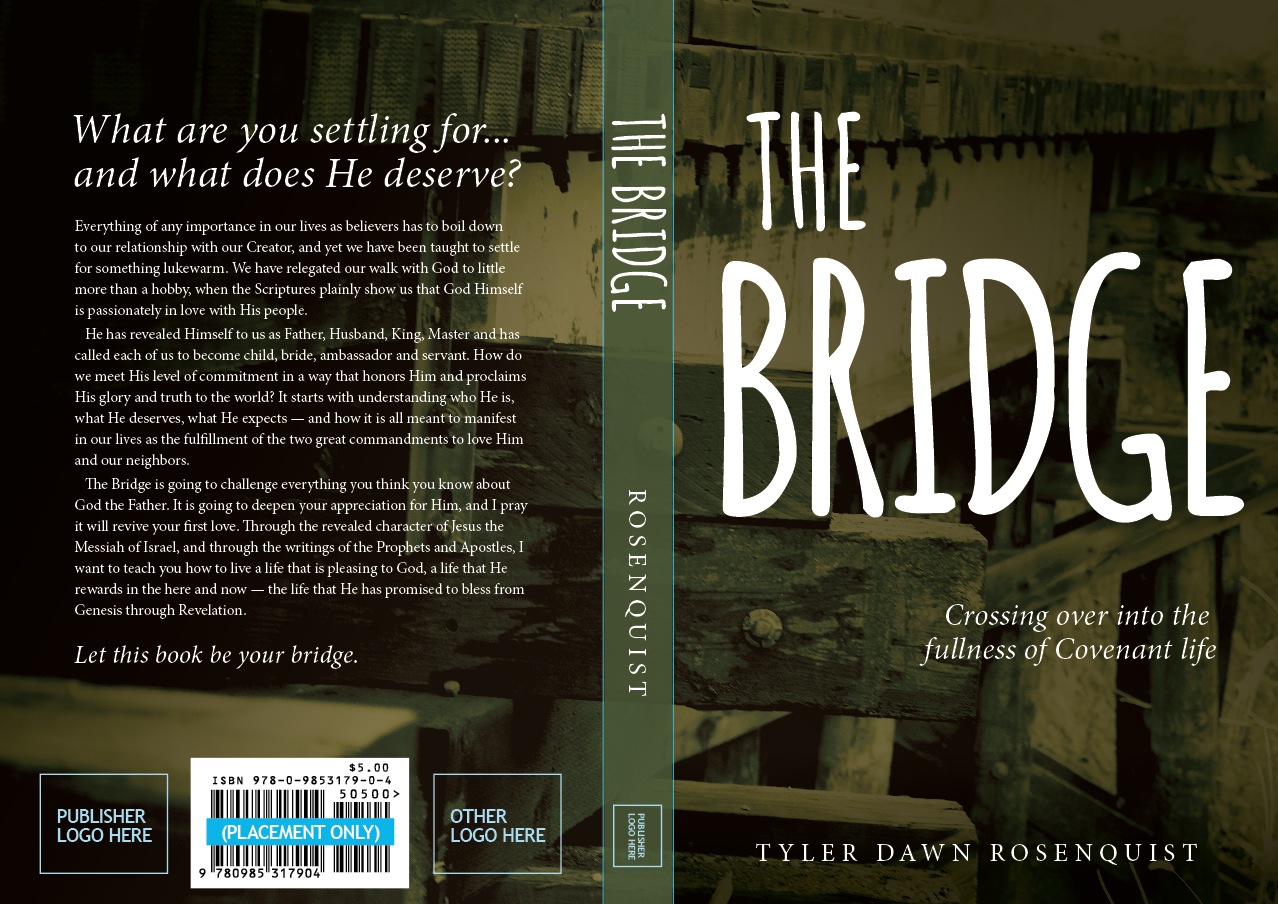 What are you settling for...
and what does He deserve?
Everything of any importance in our lives as believers has to boil down
to our relationship with our Creator, and yet we have been taught to settle
for something lukewarm. We have relegated our walk with God to little
more than a hobby, when the Scriptures plainly show us that God Himself
is passionately in love with His people.
He has revealed Himself to us as Father, Husband, King, Master and has
called each of us to become child, bride, ambassador and servant. How do
we meet His level of commitment in a way that honors Him and proclaims
His glory and truth to the world? It starts with understanding who He is,
what He deserves, what He expects — and how it is all meant to manifest
in our lives as the fulfillment of the two great commandments to love Him
and our neighbors.
The Bridge is going to challenge everything you think you know about
God the Father. It is going to deepen your appreciation for Him, and I pray
it will revive your first love. Through the revealed character of Jesus the
Messiah of Israel, and through the writings of the Prophets and Apostles, I
want to teach you how to live a life that is pleasing to God, a life that He
rewards in the here and now — the life that He has promised to bless from
Genesis through Revelation.
Let this book be your bridge.
PUBLISHER
LOGO HERE
$5.00
ISBN 978-0-9853179-0-4
50500>
(PLACEMENT ONLY)
9 780985 317904
OTHER
LOGO HERE
THE BRIDGE
ROSENQUIST
PUBLISHER
LOGO HERE
THE
BRIDGE
Crossing over into the
fullness of Covenant life
TYLER DAWN ROSENQUIST